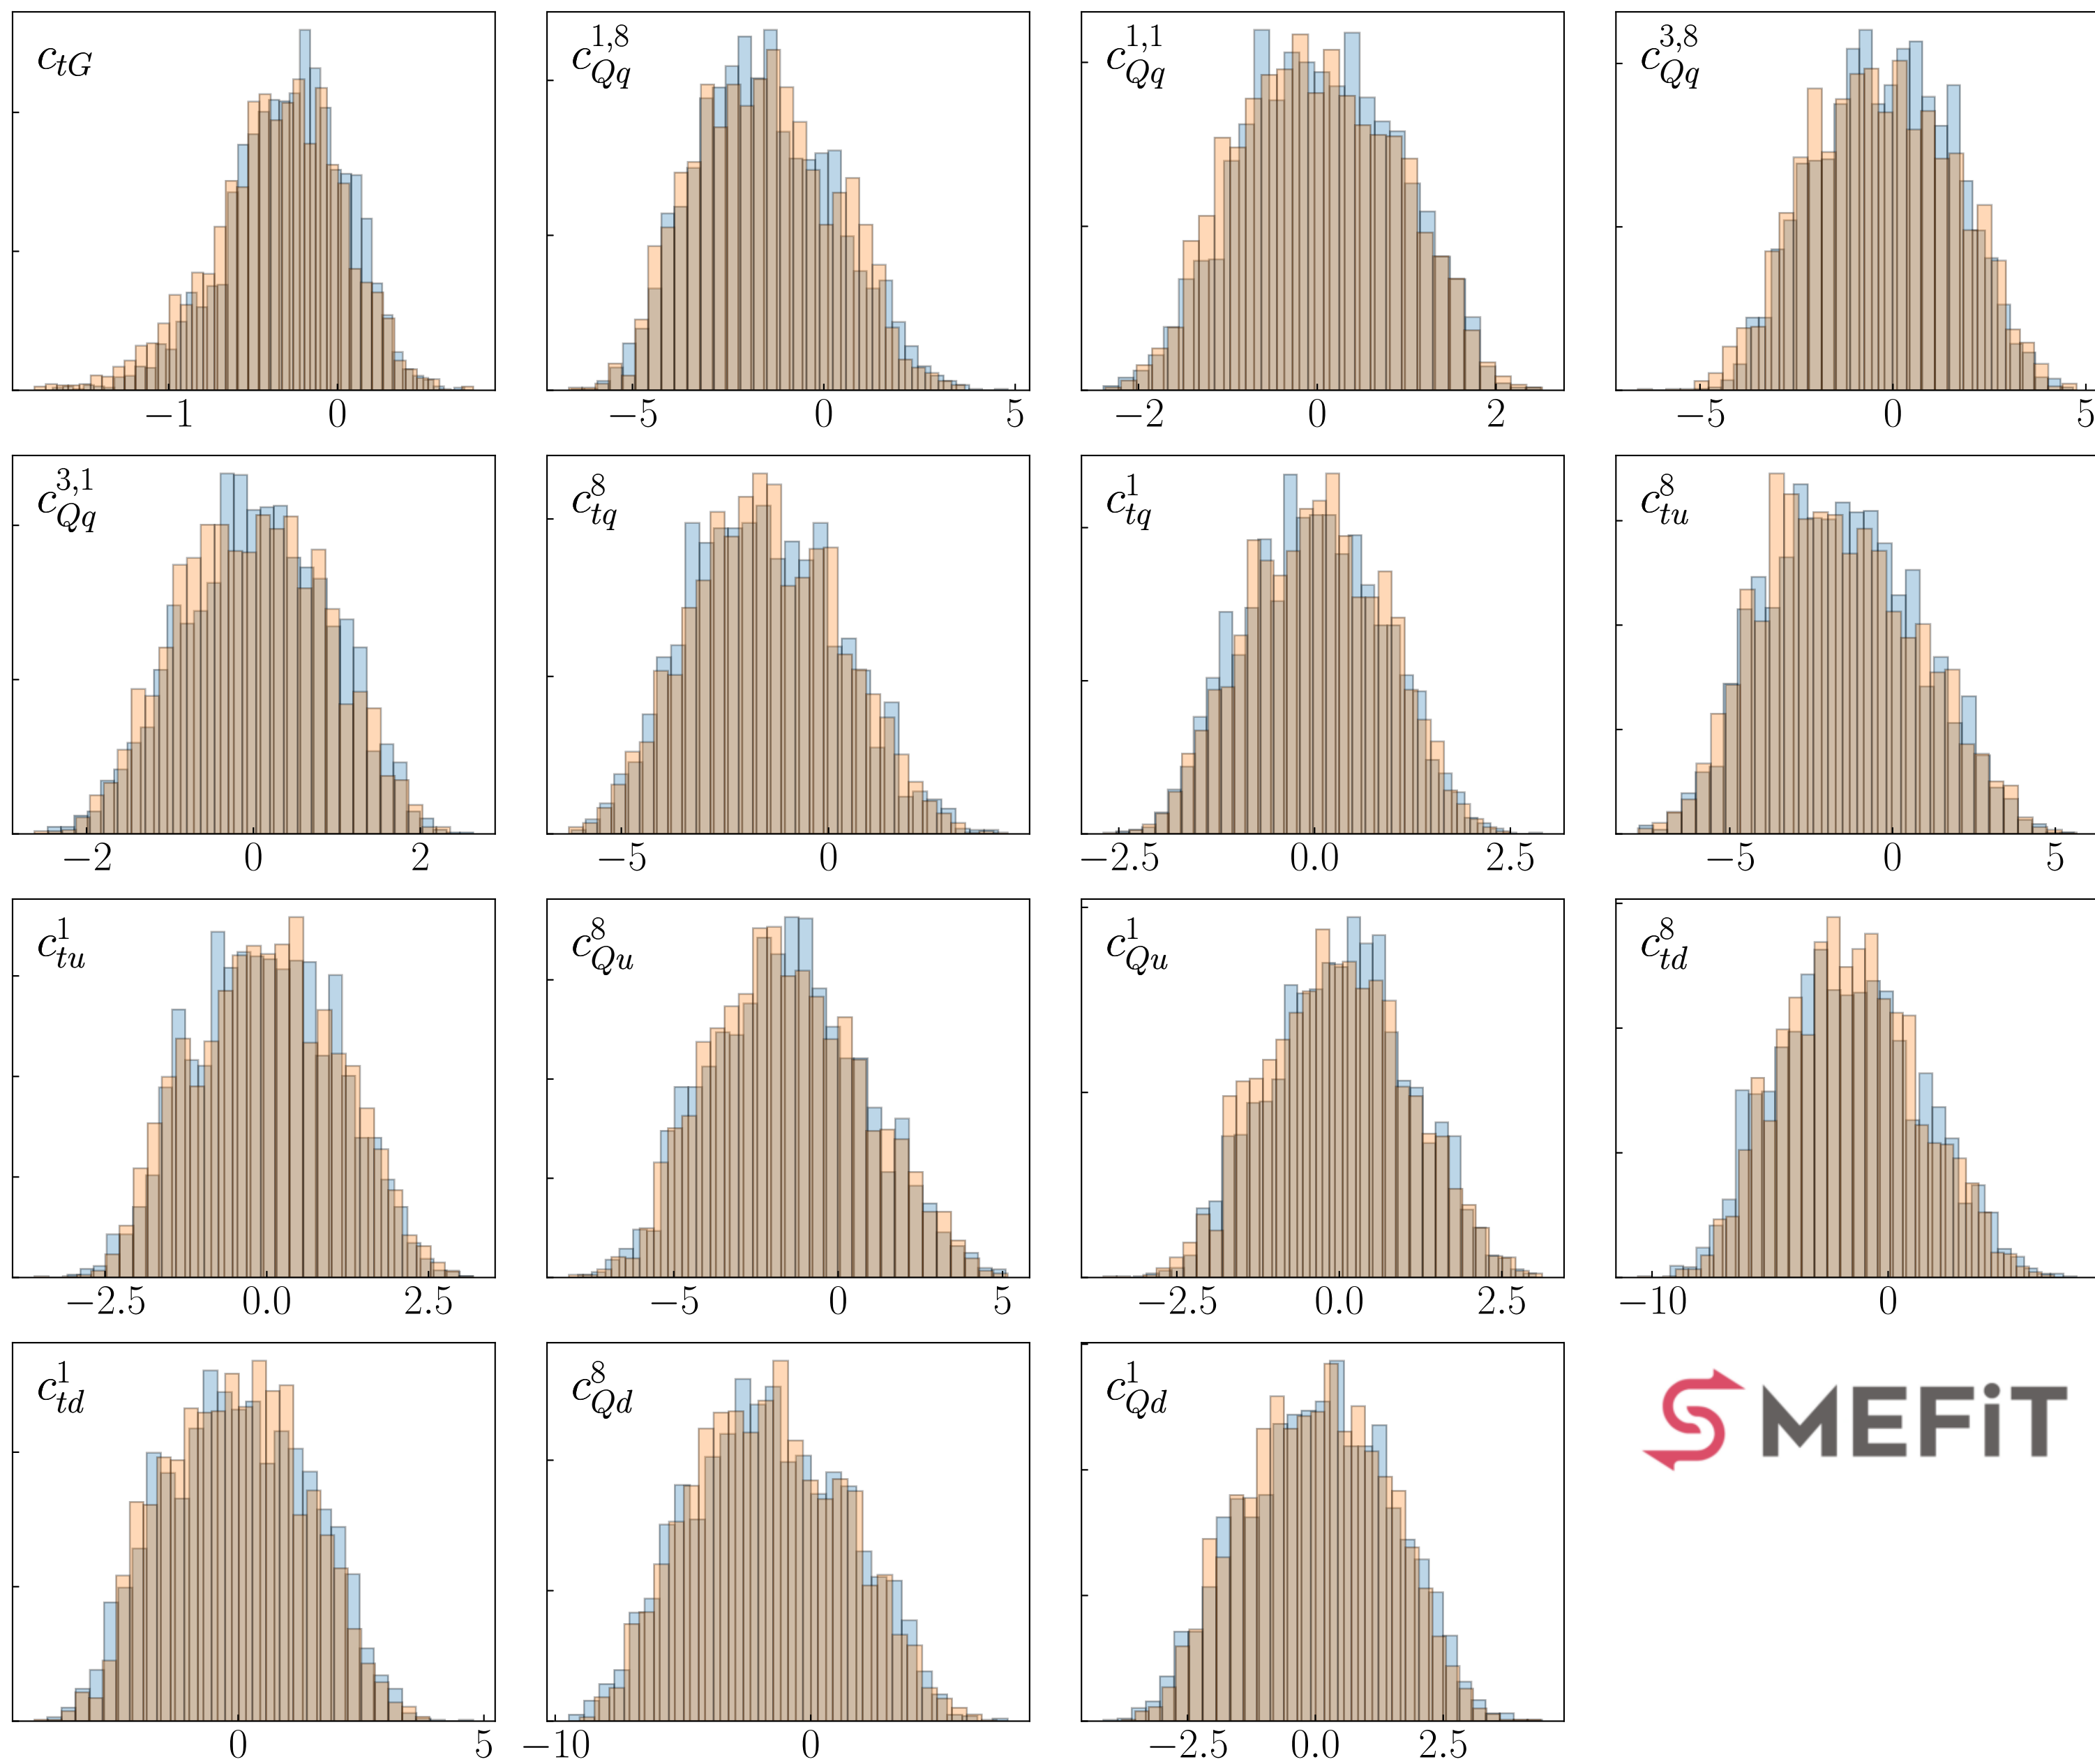 c_{tG}
c_{Qq}^{1,8}
c_{Qq}^{1,1}
c_{Qq}^{3,8}
−1 0
−5 0 5
−2 0 2
−5 0 5
c_{Qq}^{3,1}
c_{tq}^{8}
c_{tq}^{1}
c_{tu}^{8}
−2 0 2
−5 0
−2.5 0.0 2.5
−5 0 5
c_{tu}^{1}
c_{Qu}^{8}
c_{Qu}^{1}
c_{td}^{8}
−2.5 0.0 2.5
−5 0 5
−2.5 0.0 2.5
−10 0
c_{td}^{1}
c_{Qd}^{8}
c_{Qd}^{1}
SMEFiT
0 5
−10 0
−2.5 0.0 2.5